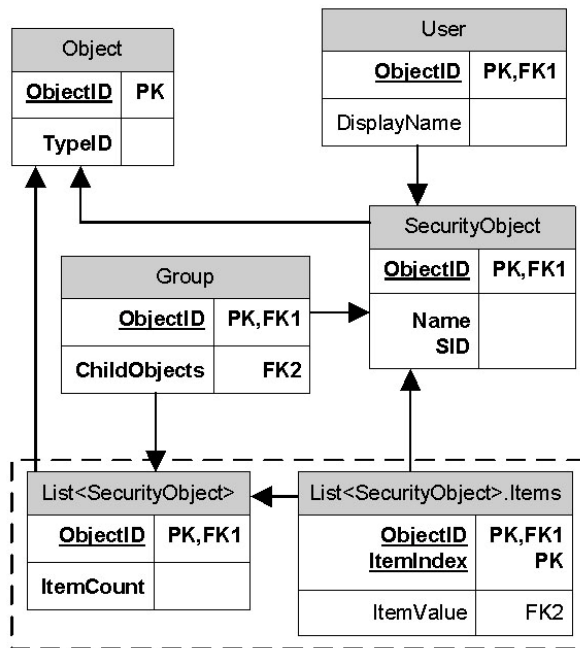 Object
ObjectID PK
TypeID
User
ObjectID PK,FK1
DisplayName
SecurityObject
ObjectID PK,FK1
Name
SID
Group
ObjectID PK,FK1
ChildObjects FK2
List<SecurityObject>
ObjectID PK,FK1
ItemCount
List<SecurityObject>.Items
ObjectID PK,FK1
ItemIndex PK
ItemValue FK2